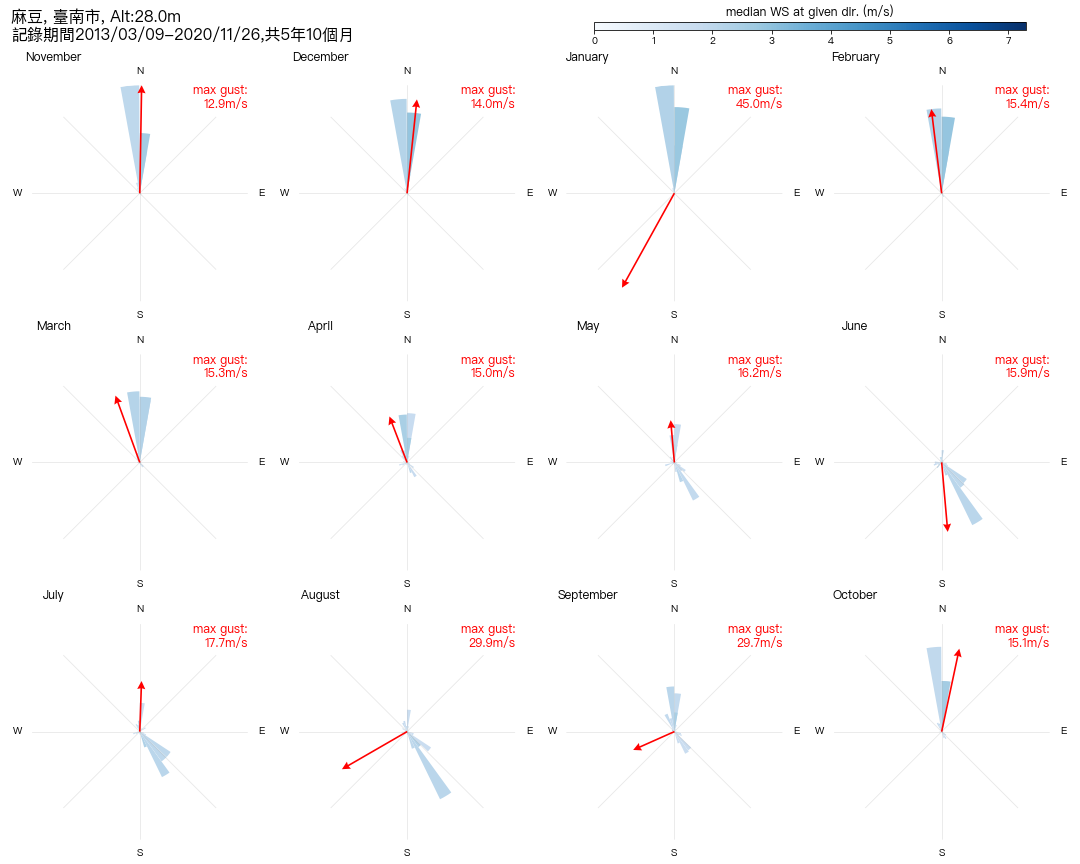 麻豆, 臺南市, Alt:28.0m
記錄期間2013/03/09-2020/11/26,共5年10個月
median WS at given dir. (m/s)
0 1 2 3 4 5 6 7
November
N
max gust:
12.9m/s
W
E
S
December
N
max gust:
14.0m/s
W
E
S
January
N
max gust:
45.0m/s
W
E
S
February
N
max gust:
15.4m/s
W
E
S
March
N
max gust:
15.3m/s
W
E
S
April
N
max gust:
15.0m/s
W
E
S
May
N
max gust:
16.2m/s
W
E
S
June
N
max gust:
15.9m/s
W
E
S
July
N
max gust:
17.7m/s
W
E
S
August
N
max gust:
29.9m/s
W
E
S
September
N
max gust:
29.7m/s
W
E
S
October
N
max gust:
15.1m/s
W
E
S